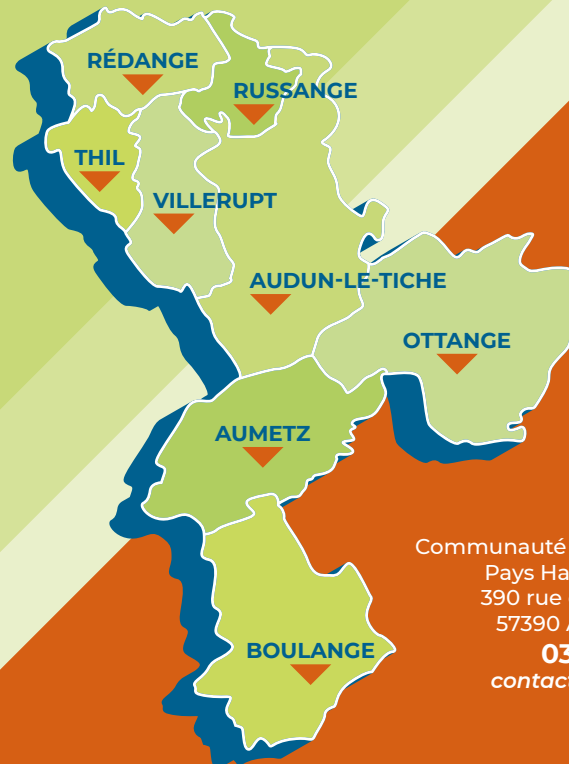 RÉDANGE
RUSSANGE
THIL
VILLERUPT
AUDUN-LE-TICHE
OTTANGE
AUMETZ
BOULANGE
Communauté
Pays Ha
390 rue
57390 A
03
contact